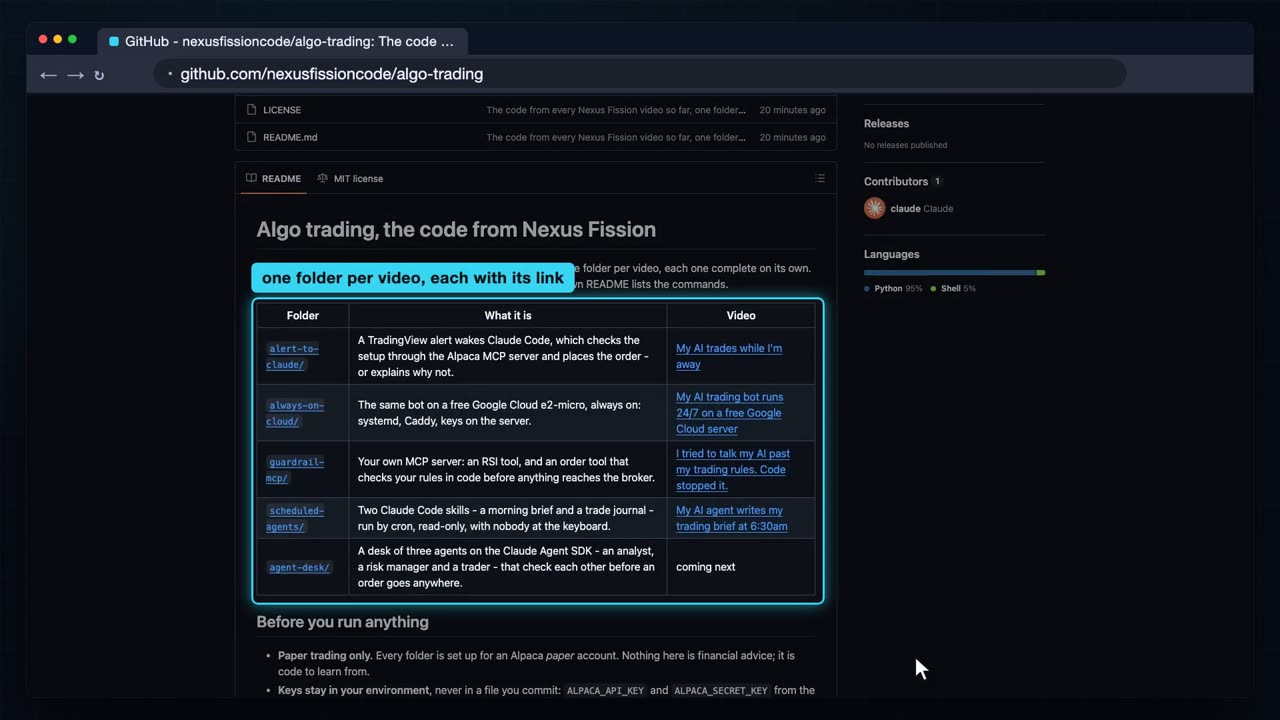 GitHub - nexusfissioncode/algo-trading: The code ...
github.com/nexusfissioncode/algo-trading
LICENSE The code from every Nexus Fission video so far, one folder... 20 minutes ago
README.md The code from every Nexus Fission video so far, one folder... 20 minutes ago
README MIT license
Algo trading, the code from Nexus Fission
one folder per video, each with its link
folder per video, each one complete on its own.
README lists the commands.
Folder What it is Video
alert-to-
claude/
A TradingView alert wakes Claude Code, which checks the
setup through the Alpaca MCP server and places the order -
or explains why not.
My AI trades while I'm
away
always-on-
cloud/
The same bot on a free Google Cloud e2-micro, always on:
systemd, Caddy, keys on the server.
My AI trading bot runs
24/7 on a free Google
Cloud server
guardrail-
mcp/
Your own MCP server: an RSI tool, and an order tool that
checks your rules in code before anything reaches the broker.
I tried to talk my AI past
my trading rules. Code
stopped it.
scheduled-
agents/
Two Claude Code skills - a morning brief and a trade journal -
run by cron, read-only, with nobody at the keyboard.
My AI agent writes my
trading brief at 6:30am
agent-desk/
A desk of three agents on the Claude Agent SDK - an analyst,
a risk manager and a trader - that check each other before an
order goes anywhere.
coming next
Before you run anything
• Paper trading only. Every folder is set up for an Alpaca paper account. Nothing here is financial advice; it is
code to learn from.
• Keys stay in your environment, never in a file you commit: ALPACA_API_KEY and ALPACA_SECRET_KEY from the
Releases
No releases published
Contributors 1
claude Claude
Languages
Python 95% Shell 5%